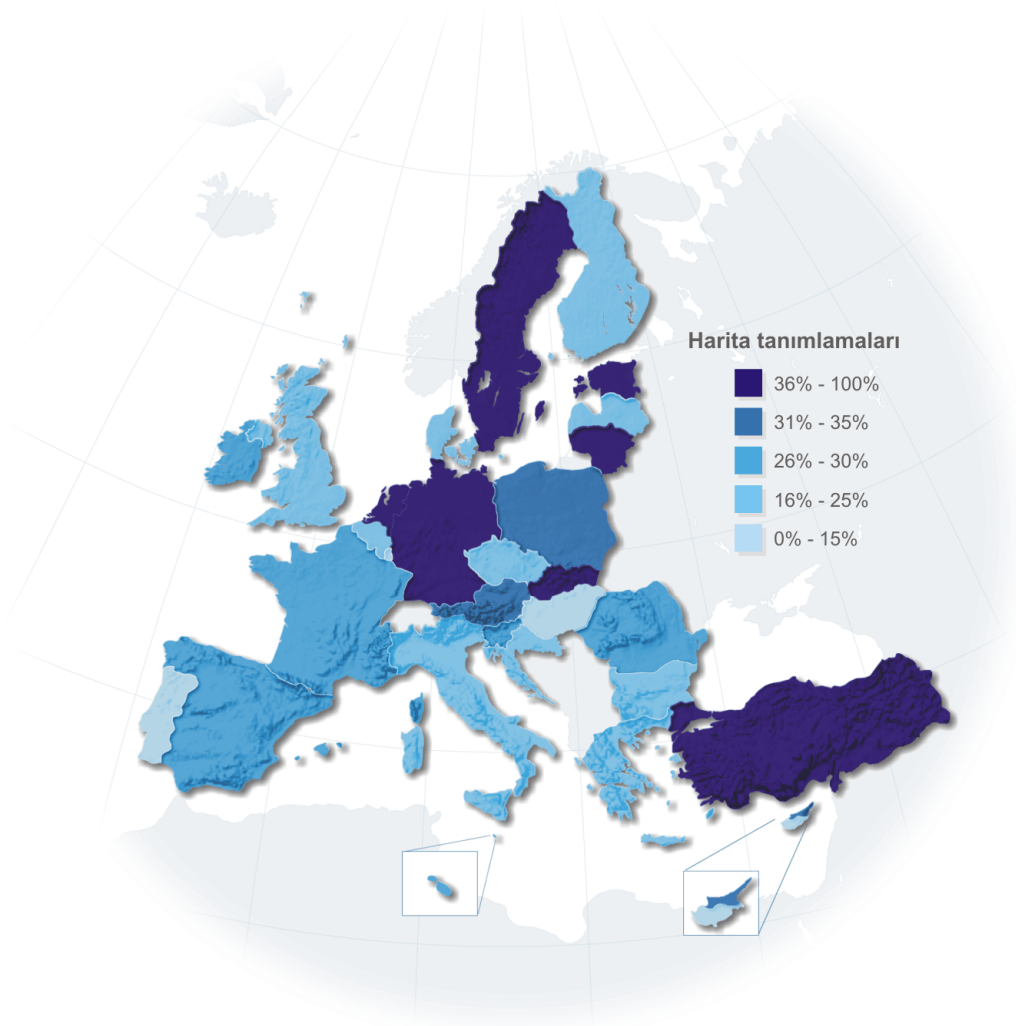 Harita tanımlamaları
36% - 100%
31% - 35%
26% - 30%
16% - 25%
0% - 15%